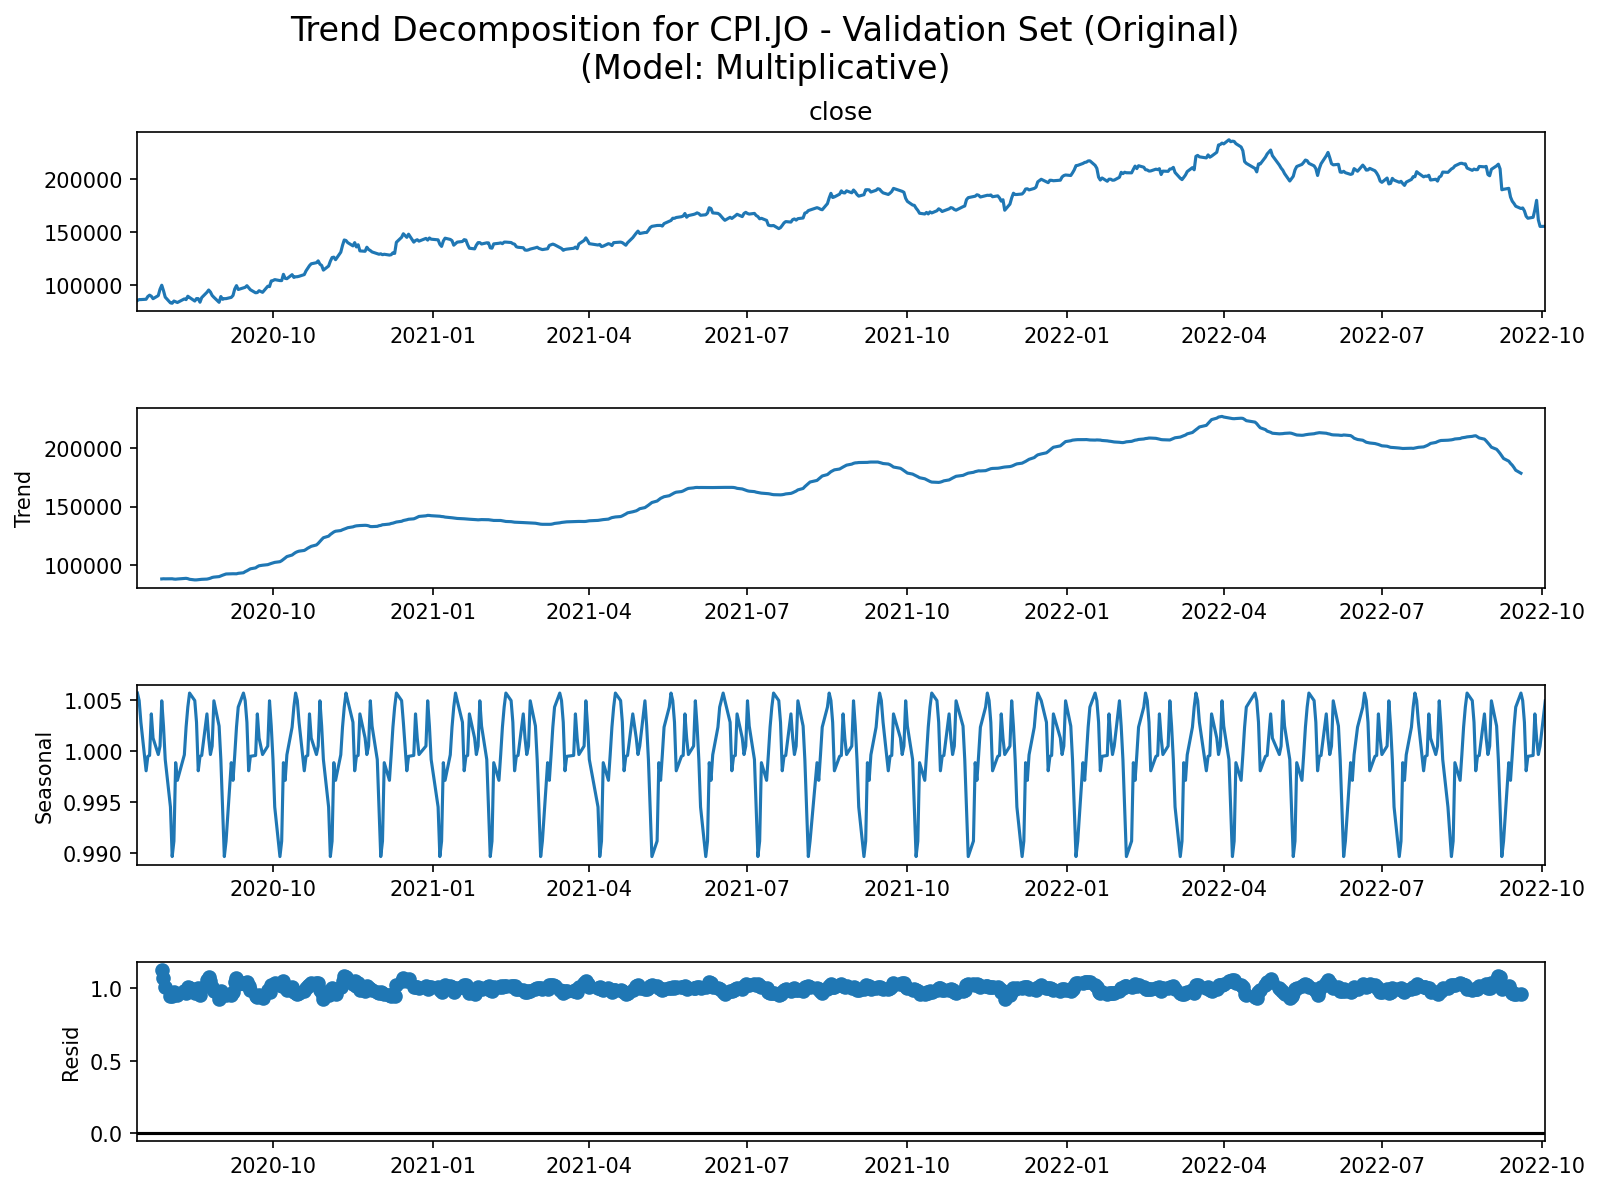 Trend Decomposition for CPI.JO - Validation Set (Original)
(Model: Multiplicative)
close
200000
150000
100000
2020-10 2021-01 2021-04 2021-07 2021-10 2022-01 2022-04 2022-07 2022-10
Trend
200000
150000
100000
2020-10 2021-01 2021-04 2021-07 2021-10 2022-01 2022-04 2022-07 2022-10
Seasonal
1.005
1.000
0.995
0.990
2020-10 2021-01 2021-04 2021-07 2021-10 2022-01 2022-04 2022-07 2022-10
Resid
1.0
0.5
0.0
2020-10 2021-01 2021-04 2021-07 2021-10 2022-01 2022-04 2022-07 2022-10